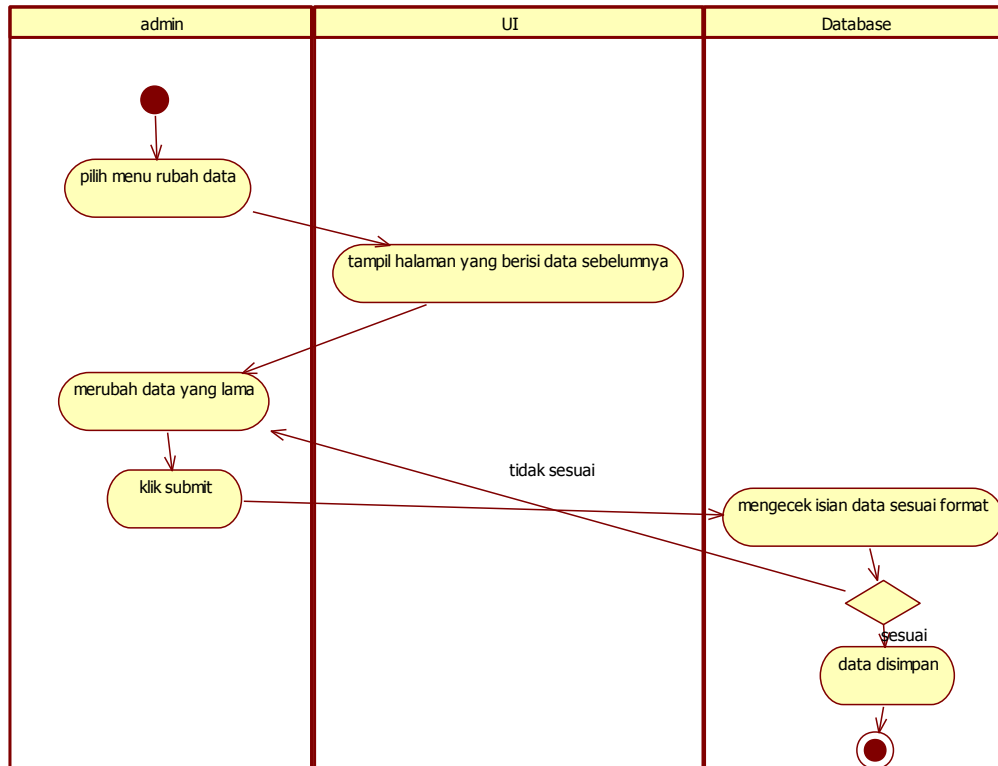 admin
UI
Database
pilih menu rubah data
tampil halaman yang berisi data sebelumnya
merubah data yang lama
tidak sesuai
klik submit
mengecek isian data sesuai format
sesuai
data disimpan